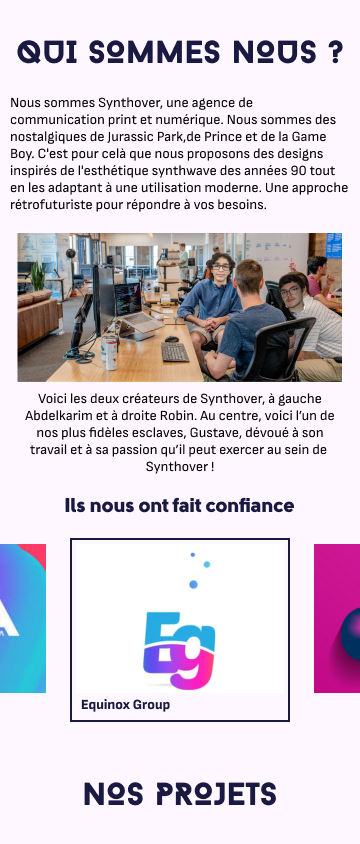 QUI SOMMES NOUS ?
Nous sommes Synthover, une agence de
communication print et numérique. Nous sommes des
nostalgiques de Jurassic Park,de Prince et de la Game
Boy. C'est pour celà que nous proposons des designs
inspirés de l'esthétique synthwave des années 90 tout
en les adaptant à une utilisation moderne. Une approche
rétrofuturiste pour répondre à vos besoins.
Voici les deux créateurs de Synthover, à gauche
Abdelkarim et à droite Robin. Au centre, voici l’un de
nos plus fidèles esclaves, Gustave, dévoué à son
travail et à sa passion qu’il peut exercer au sein de
Synthover !
Ils nous ont fait confiance
A
Eg
Equinox Group
NOS PROJETS